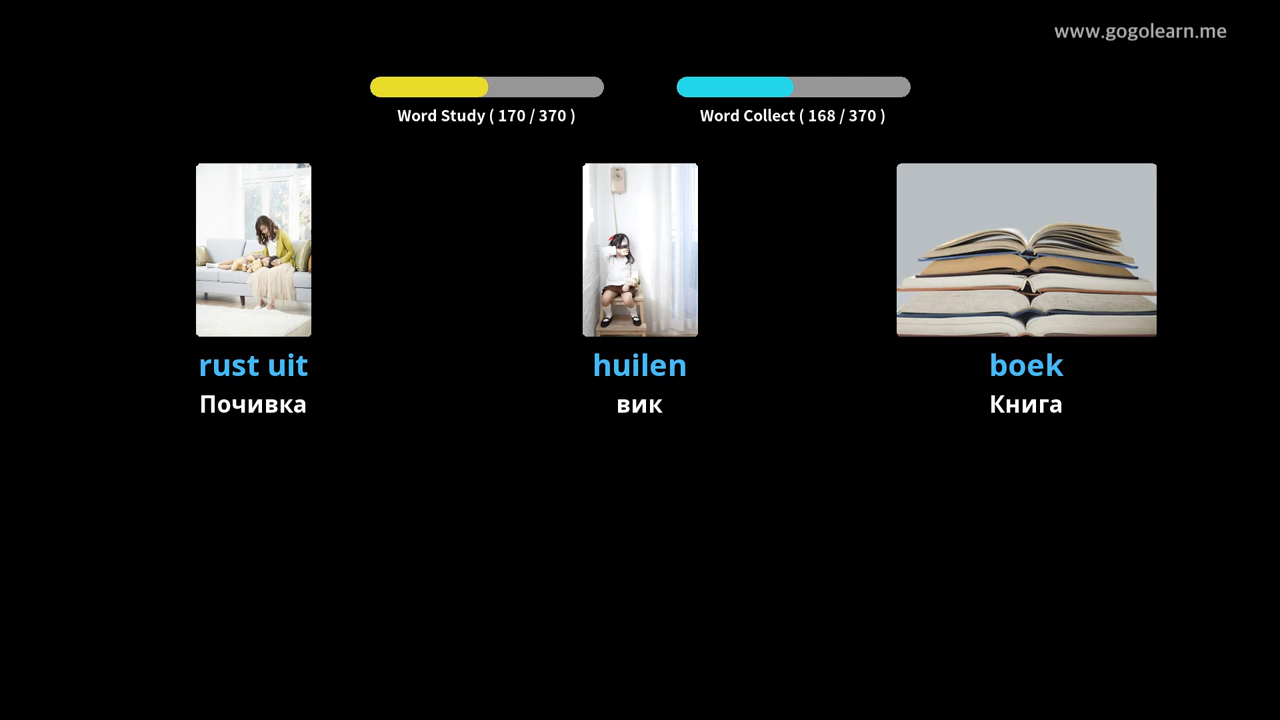 www.gogolearn.me
Word Study ( 170 / 370 )
Word Collect ( 168 / 370 )
rust uit
huilen
boek
Почивка
вик
Книга